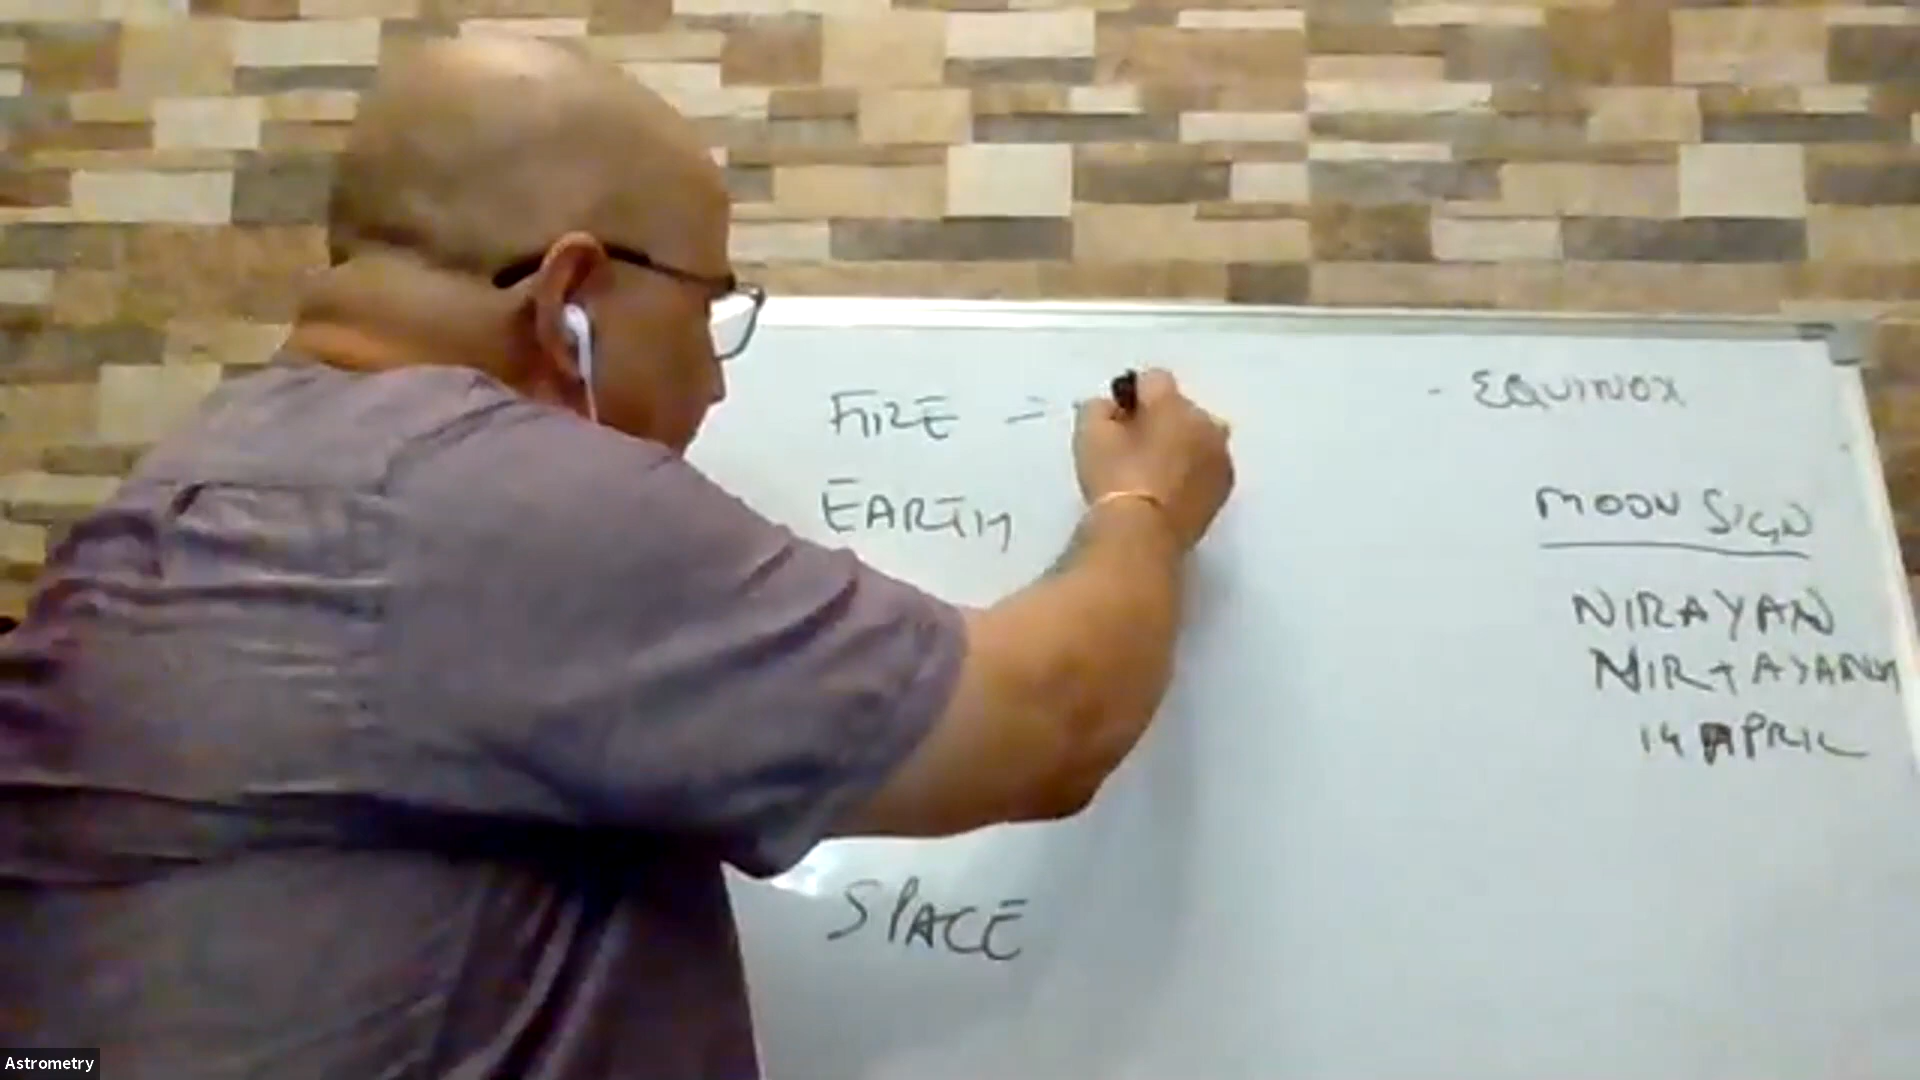 FIRE =
EARTH
SPACE
- EQUINOX
MOON SIGN
NIRAYAN
NIR + AYANA
14 APRIL
Astrometry